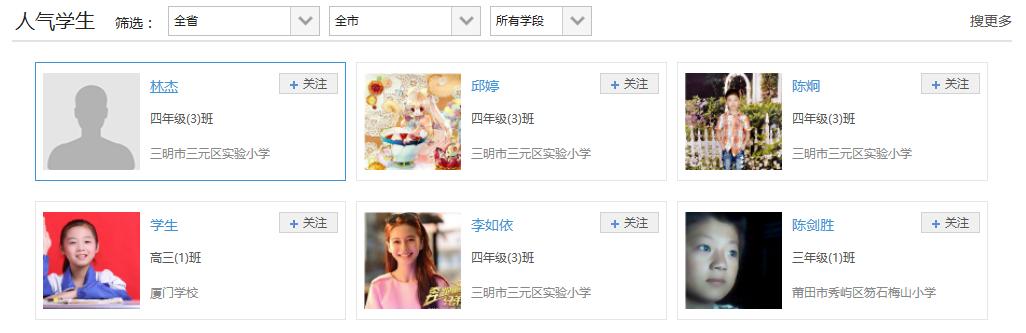 人气学生 筛选： 全省 全市 所有学段 搜更多
林杰 + 关注
四年级(3)班
三明市三元区实验小学
邱婷 + 关注
四年级(3)班
三明市三元区实验小学
陈炯 + 关注
四年级(3)班
三明市三元区实验小学
学生 + 关注
高三(1)班
厦门学校
李如依 + 关注
四年级(3)班
三明市三元区实验小学
陈剑胜 + 关注
三年级(1)班
莆田市秀屿区笏石梅山小学